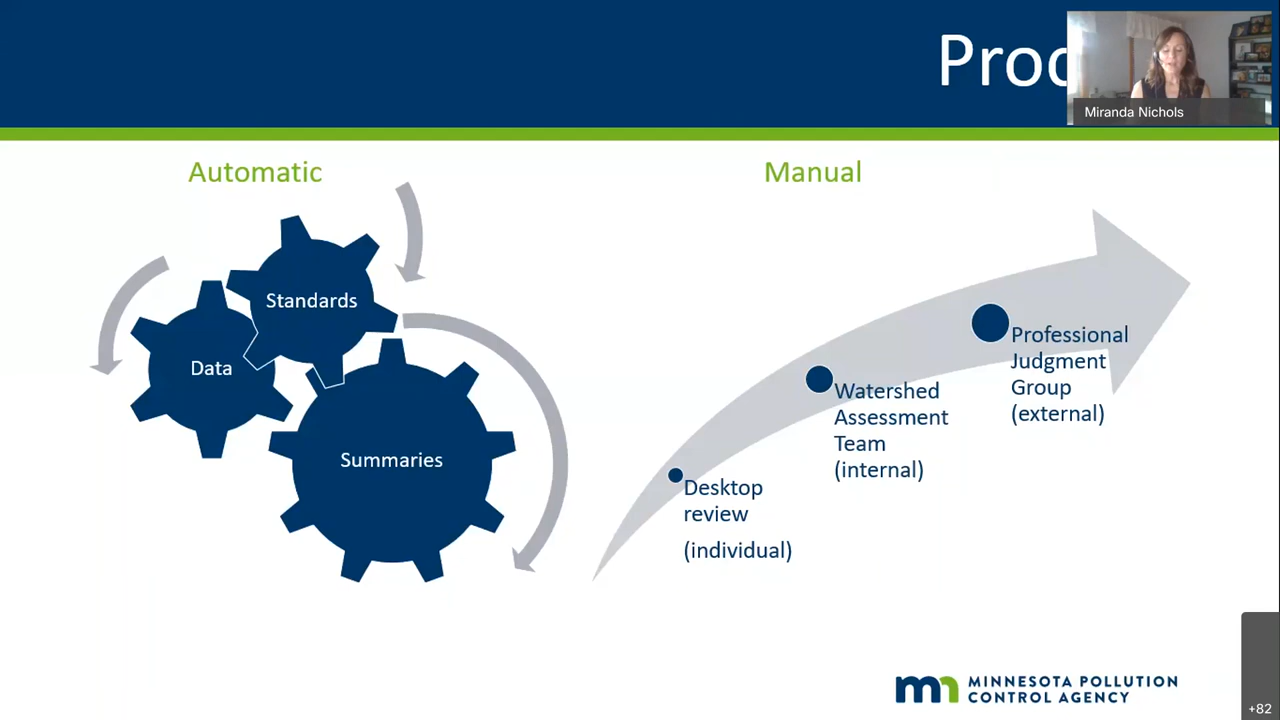 Proc
Miranda Nichols
Automatic
Manual
Standards
Data
Summaries
Professional
Judgment
Group
(external)
Watershed
Assessment
Team
(internal)
Desktop
review
(individual)
MINNESOTA POLLUTION
CONTROL AGENCY
+82